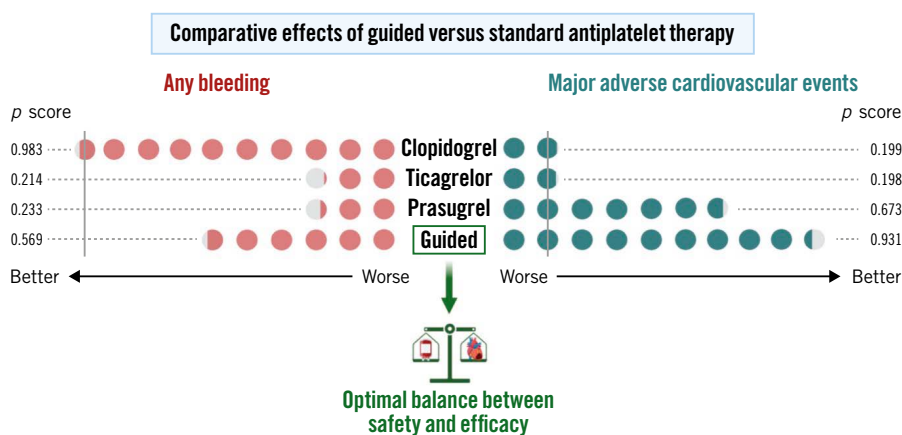 Comparative effects of guided versus standard antiplatelet therapy
Any bleeding
Major adverse cardiovascular events
p score
p score
0.983 Clopidogrel 0.199
0.214 Ticagrelor 0.198
0.233 Prasugrel 0.673
0.569 Guided 0.931
Better Worse Worse Better
Optimal balance between
safety and efficacy